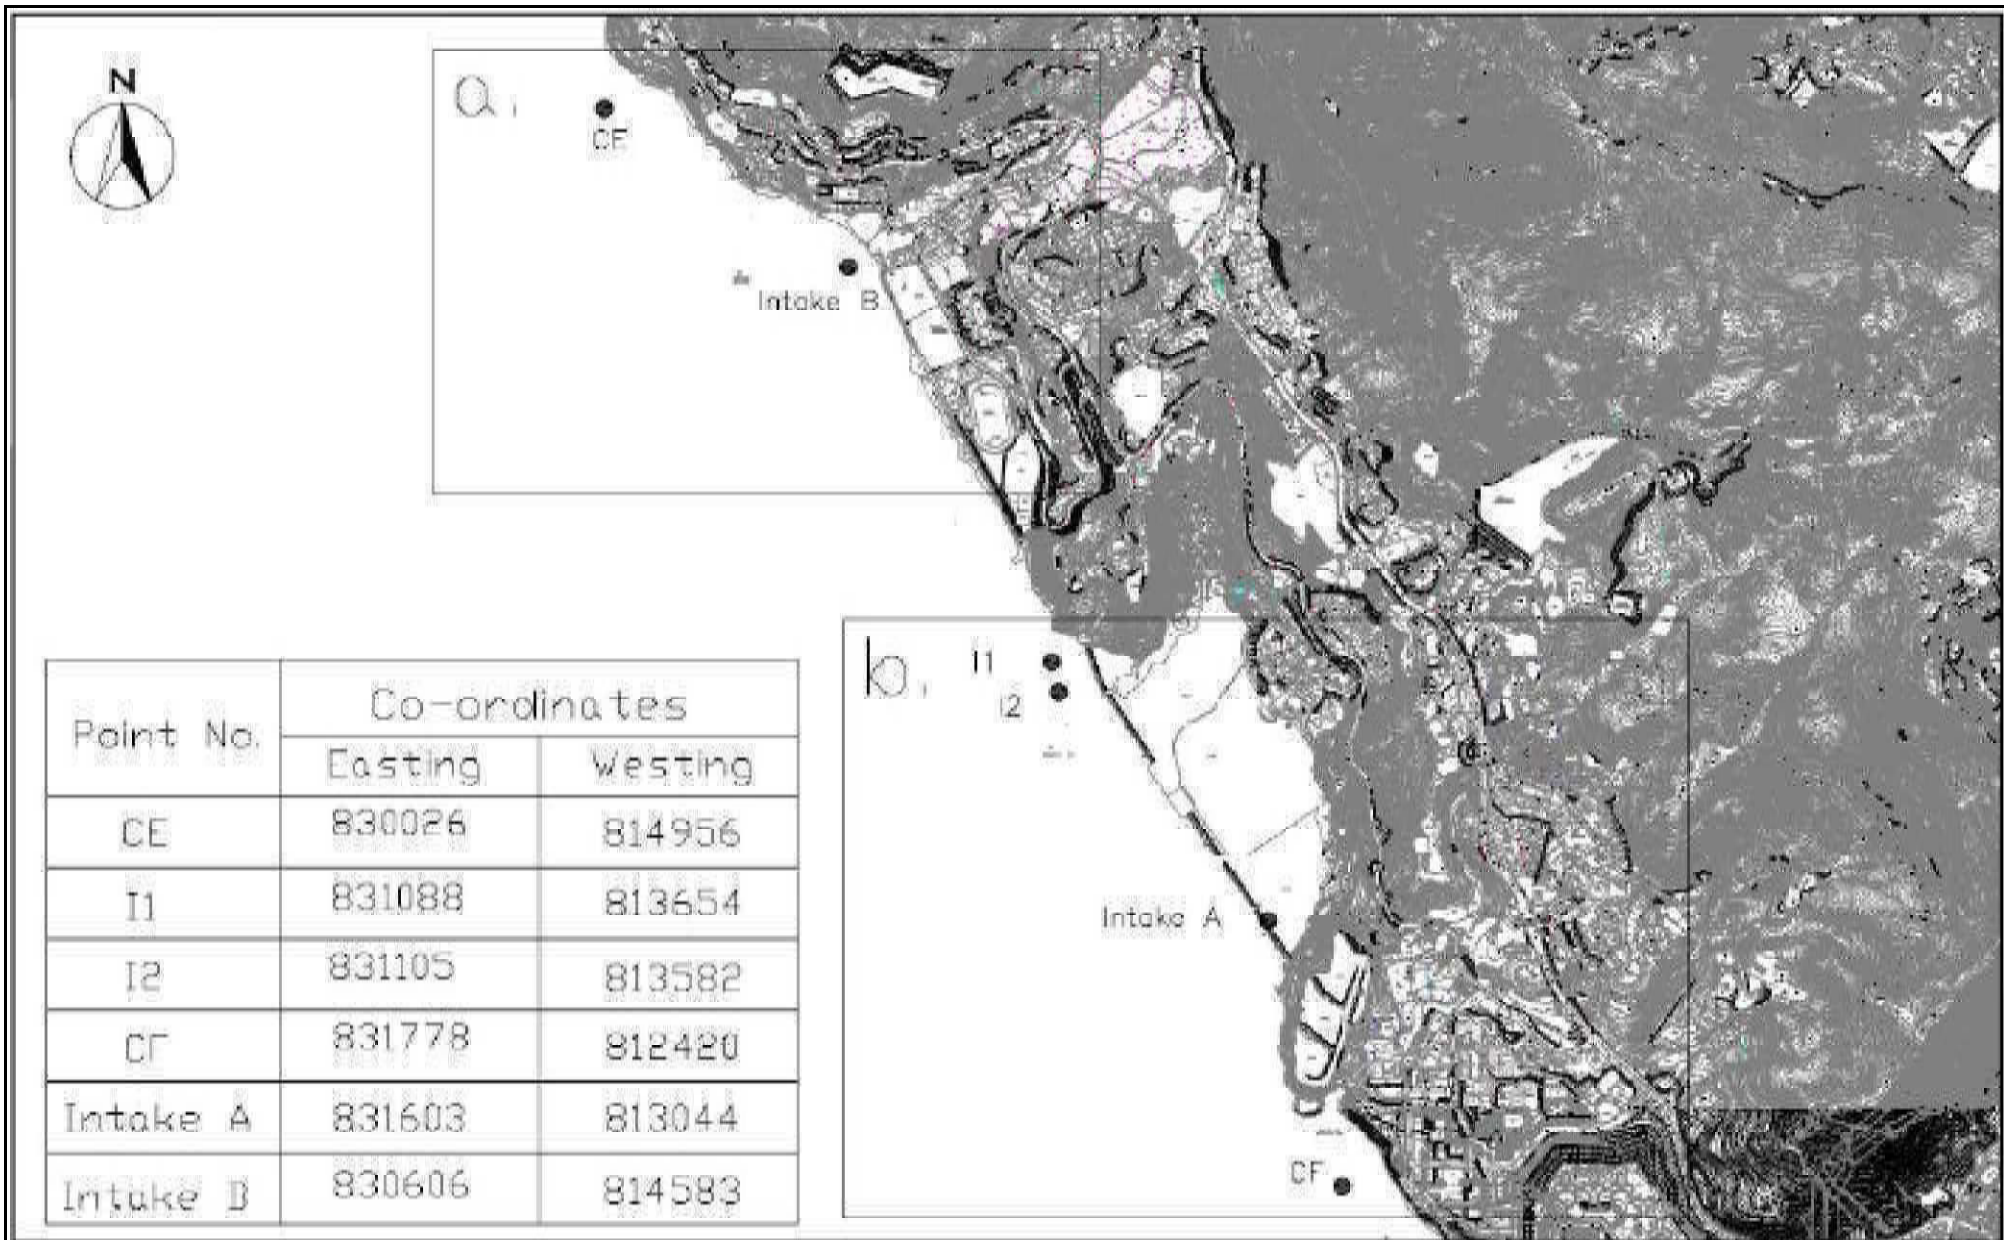 N
a,
CE
Intake B
b,
I1
I2
Intake A
CF
Point No.
Co-ordinates
Easting
Westing
CE
830026
814956
I1
831088
813654
I2
831105
813582
CF
831778
812420
Intake A
831603
813044
Intake B
830606
814583